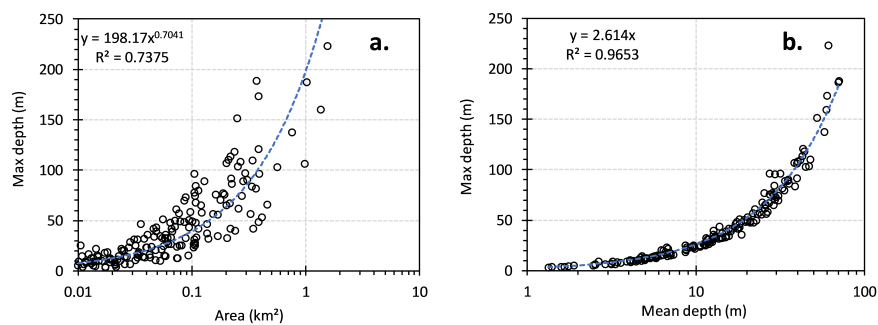 a.
y = 198.17x^0.7041
R² = 0.7375
Max depth (m)
250
200
150
100
50
0
0.01 0.1 1 10
Area (km²)
b.
y = 2.614x
R² = 0.9653
Max depth (m)
250
200
150
100
50
0
1 10 100
Mean depth (m)